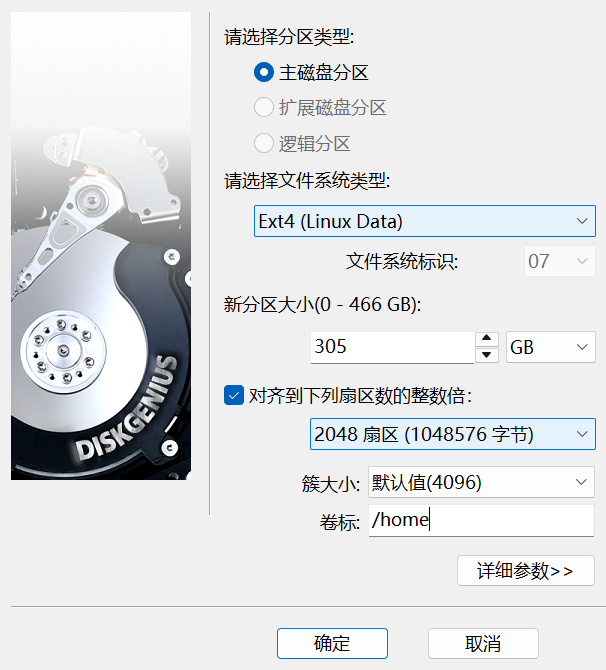 请选择分区类型:
主磁盘分区
扩展磁盘分区
逻辑分区
请选择文件系统类型:
Ext4 (Linux Data)
文件系统标识: 07
新分区大小(0 - 466 GB):
305 GB
对齐到下列扇区数的整数倍:
2048 扇区 (1048576 字节)
簇大小: 默认值(4096)
卷标: /home
DISKGENIUS
详细参数>>
确定 取消